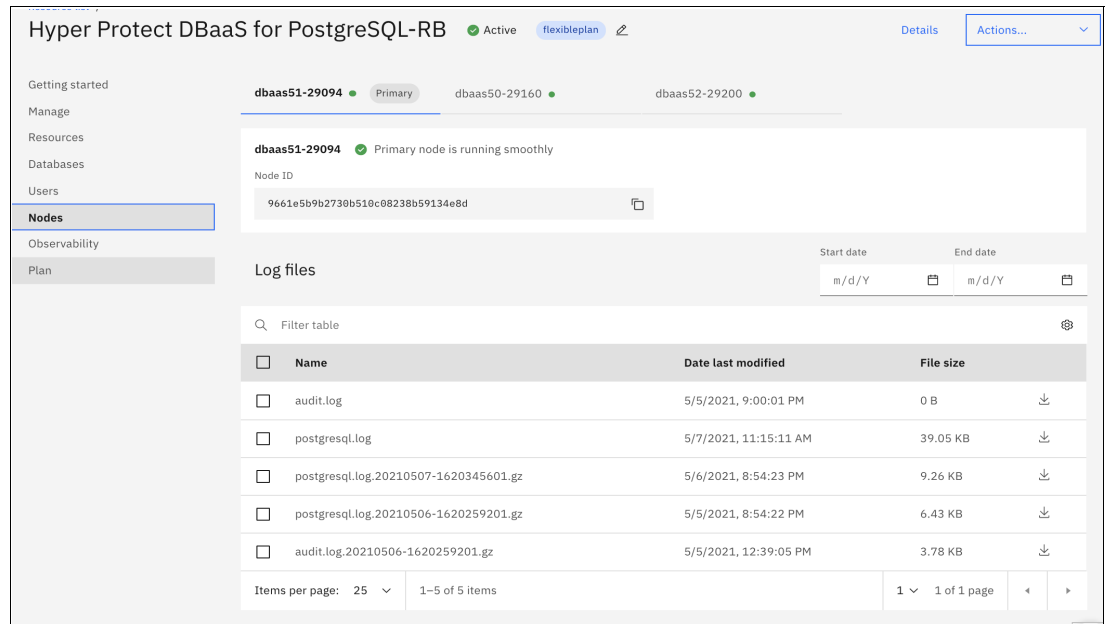 Hyper Protect DBaaS for PostgreSQL-RB Active flexibleplan Details Actions...
Getting started
Manage
Resources
Databases
Users
Nodes
Observability
Plan
dbaas51-29094 Primary dbaas50-29160 dbaas52-29200
dbaas51-29094 Primary node is running smoothly
Node ID
9661e5b9b2730b510c08238b59134e8d
Log files
Start date End date
m/d/Y m/d/Y
Filter table
Name Date last modified File size
audit.log 5/5/2021, 9:00:01 PM 0 B
postgresql.log 5/7/2021, 11:15:11 AM 39.05 KB
postgresql.log.20210507-1620345601.gz 5/6/2021, 8:54:23 PM 9.26 KB
postgresql.log.20210506-1620259201.gz 5/5/2021, 8:54:22 PM 6.43 KB
audit.log.20210506-1620259201.gz 5/5/2021, 12:39:05 PM 3.78 KB
Items per page: 25 1–5 of 5 items 1 1 of 1 page